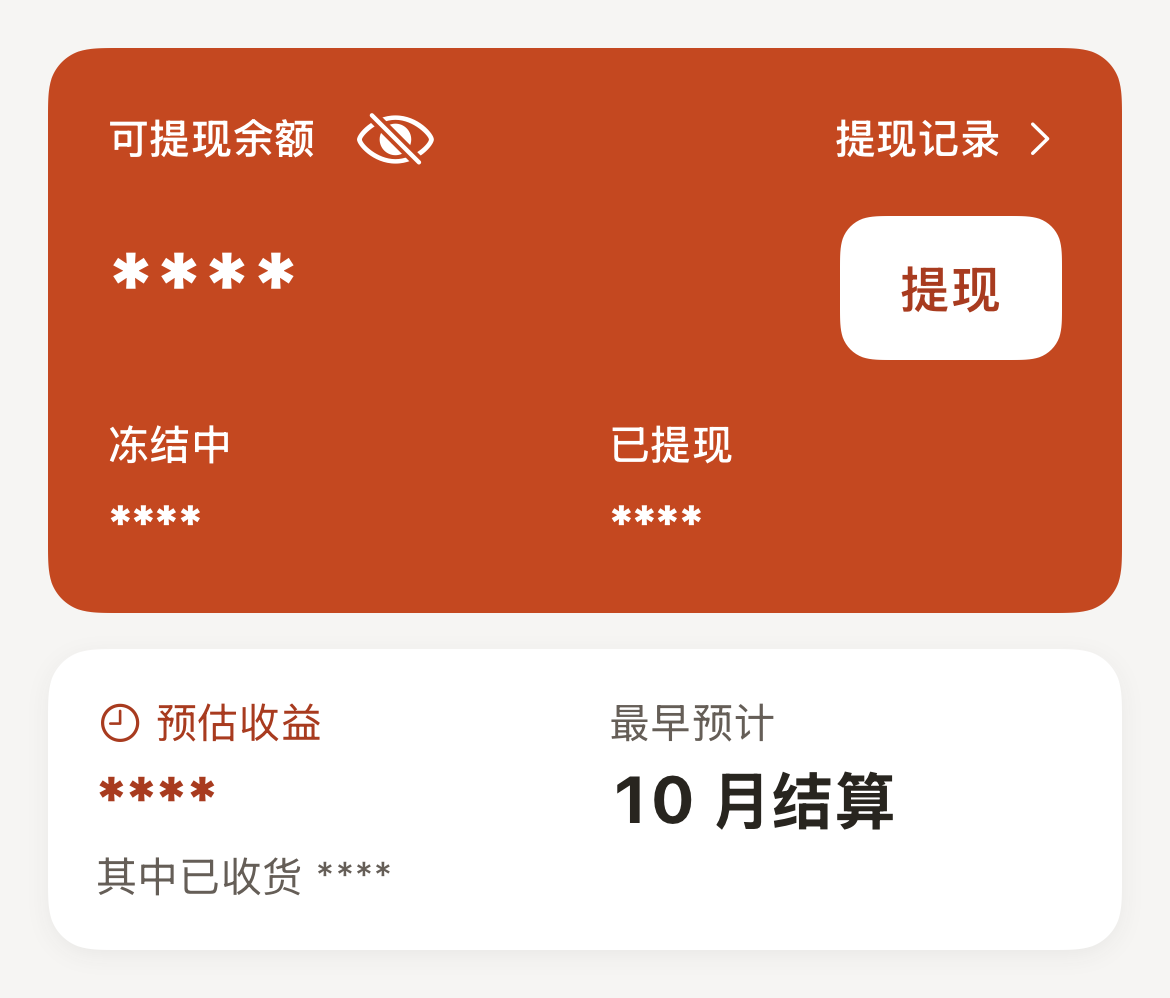 可提现余额
提现记录
****
提现
冻结中
已提现
****
****
预估收益
最早预计
****
10 月结算
其中已收货 ****